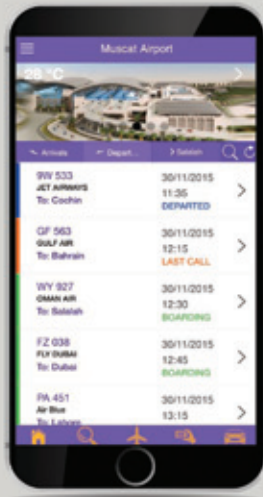 Muscat Airport
28 °C
Arrivals Depart... Salalah
9W 533 30/11/2015
JET AIRWAYS 11:35
To: Cochin DEPARTED
GF 563 30/11/2015
GULF AIR 12:15
To: Bahrain LAST CALL
WY 927 30/11/2015
OMAN AIR 12:30
To: Salalah BOARDING
FZ 038 30/11/2015
FLY DUBAI 12:45
To: Dubai BOARDING
PA 451 30/11/2015
Air Blue 13:15
To: Lahore